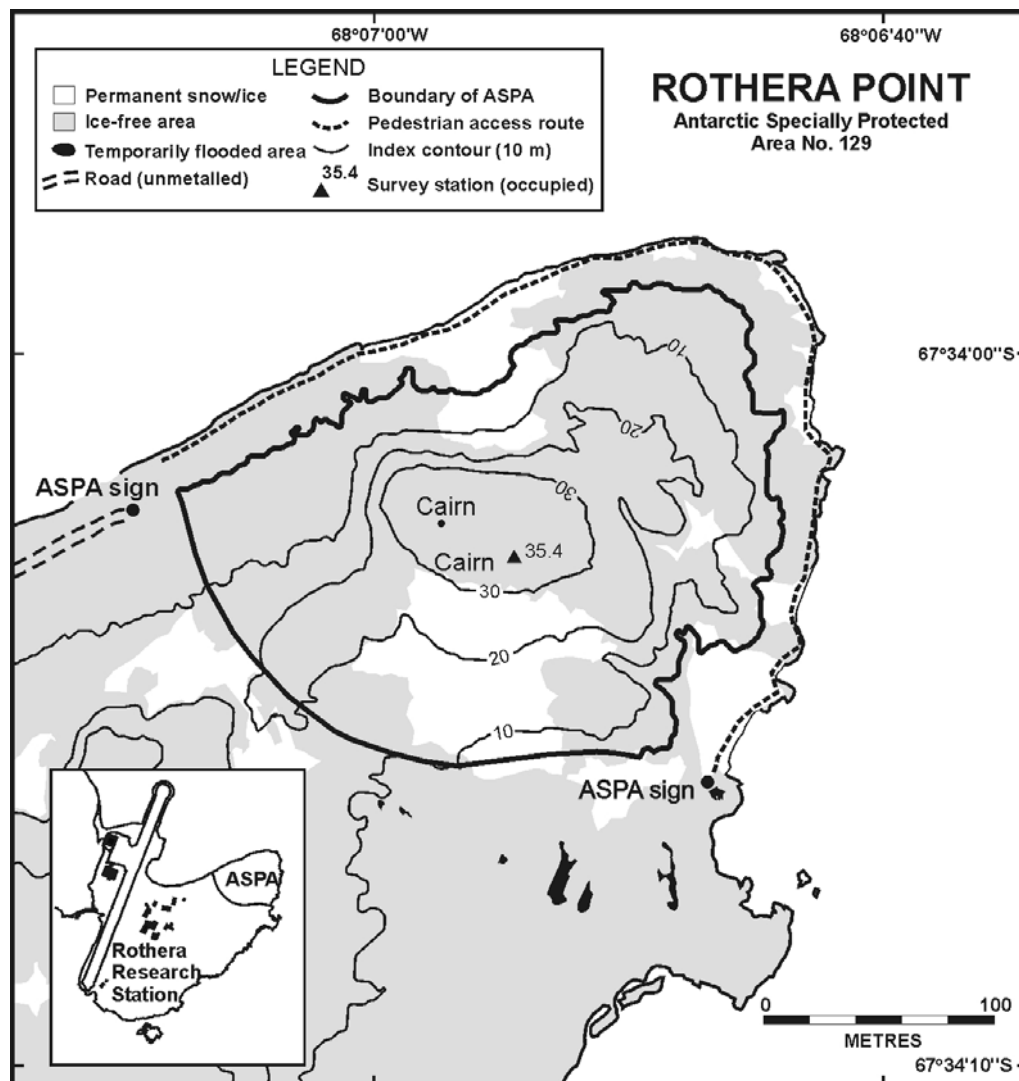 68°07'00''W
68°06'40''W
LEGEND
Permanent snow/ice
Ice-free area
Temporarily flooded area
Road (unmetalled)
Boundary of ASPA
Pedestrian access route
Index contour (10 m)
35.4
Survey station (occupied)
ROTHERA POINT
Antarctic Specially Protected
Area No. 129
67°34'00''S
10
20
30
ASPA sign
Cairn
Cairn
35.4
30
20
10
ASPA sign
ASPA
Rothera
Research
Station
0
100
METRES
67°34'10''S